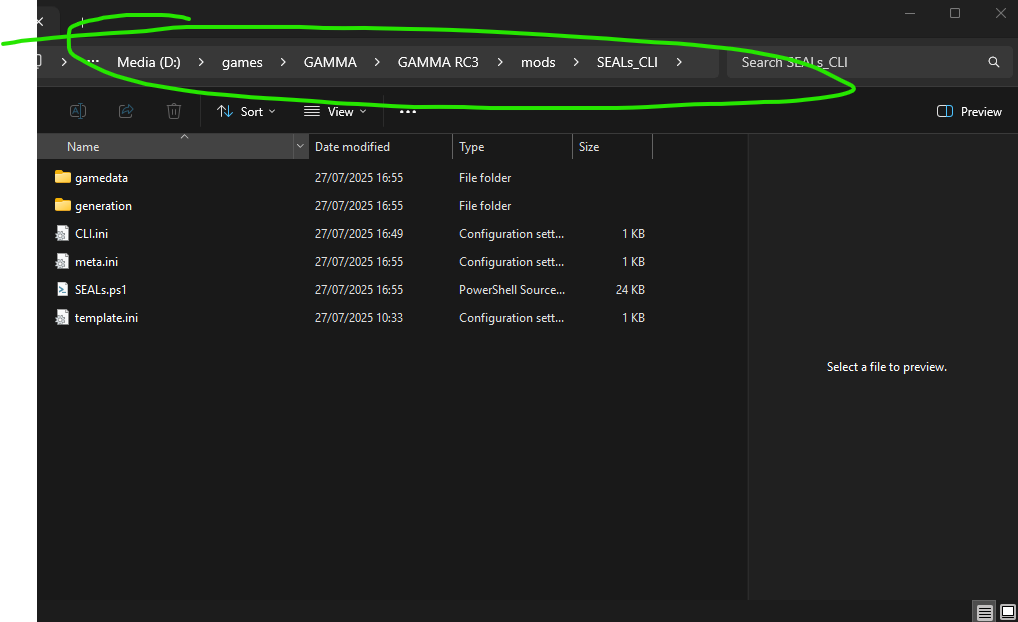 ... > Media (D:) > games > GAMMA > GAMMA RC3 > mods > SEALs_CLI > Search SEALs_CLI
Sort View ... Preview
Name Date modified Type Size
gamedata 27/07/2025 16:55 File folder
generation 27/07/2025 16:55 File folder
CLI.ini 27/07/2025 16:49 Configuration sett... 1 KB
meta.ini 27/07/2025 16:55 Configuration sett... 1 KB
SEALs.ps1 27/07/2025 16:55 PowerShell Source... 24 KB
template.ini 27/07/2025 10:33 Configuration sett... 1 KB
Select a file to preview.